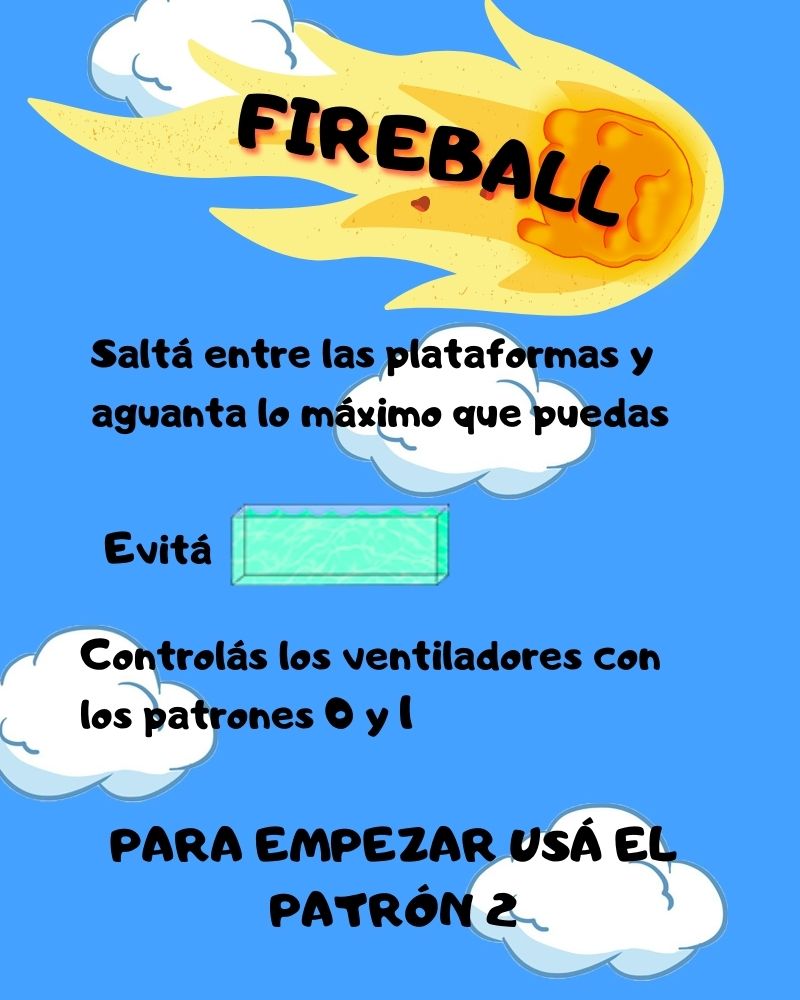 FIREBALL
Saltá entre las plataformas y
aguanta lo máximo que puedas
Evitá
Controlás los ventiladores con
los patrones 0 y 1
PARA EMPEZAR USÁ EL
PATRÓN 2